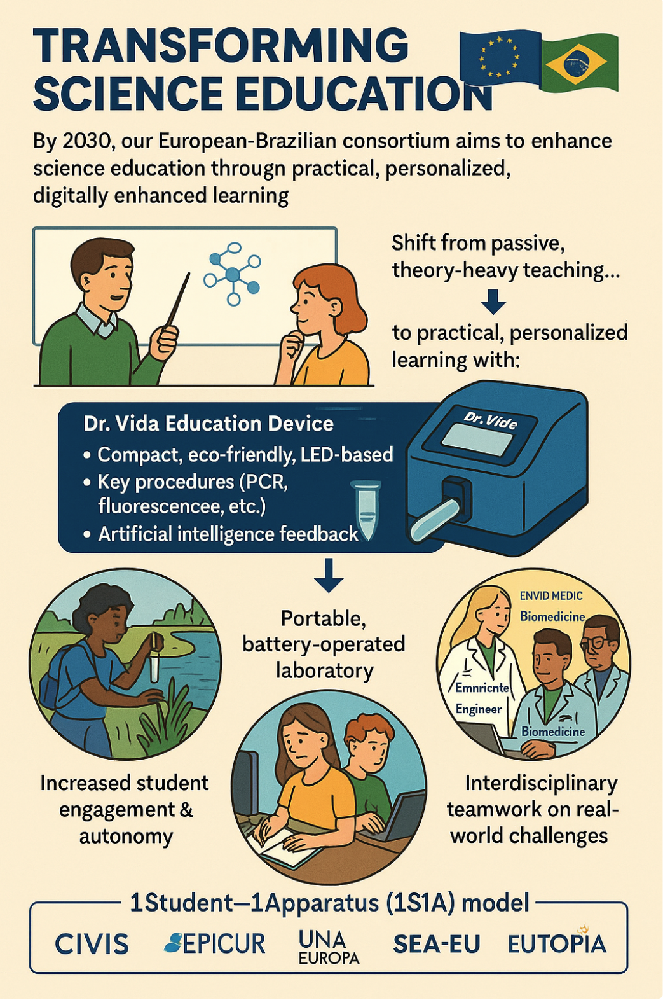 TRANSFORMING
SCIENCE EDUCATION
By 2030, our European-Brazilian consortium aims to enhance
science education througn practical, personalized,
digitally enhanced learning
Shift from passive,
theory-heavy teaching...
to practical, personalized
learning with:
Dr. Vida Education Device
• Compact, eco-friendly, LED-based
• Key procedures (PCR,
fluorescencee, etc.)
• Artificial intelligence feedback
Dr. Vide
Portable,
battery-operated
laboratory
ENVID MEDIC
Biomedicine
Emnricnte
Engineer
Biomedicine
Increased student
engagement &
autonomy
Interdisciplinary
teamwork on real-
world challenges
1Student–1Apparatus (1S1A) model
CIVIS
EPICUR
UNA
EUROPA
SEA-EU
EUTOPIA